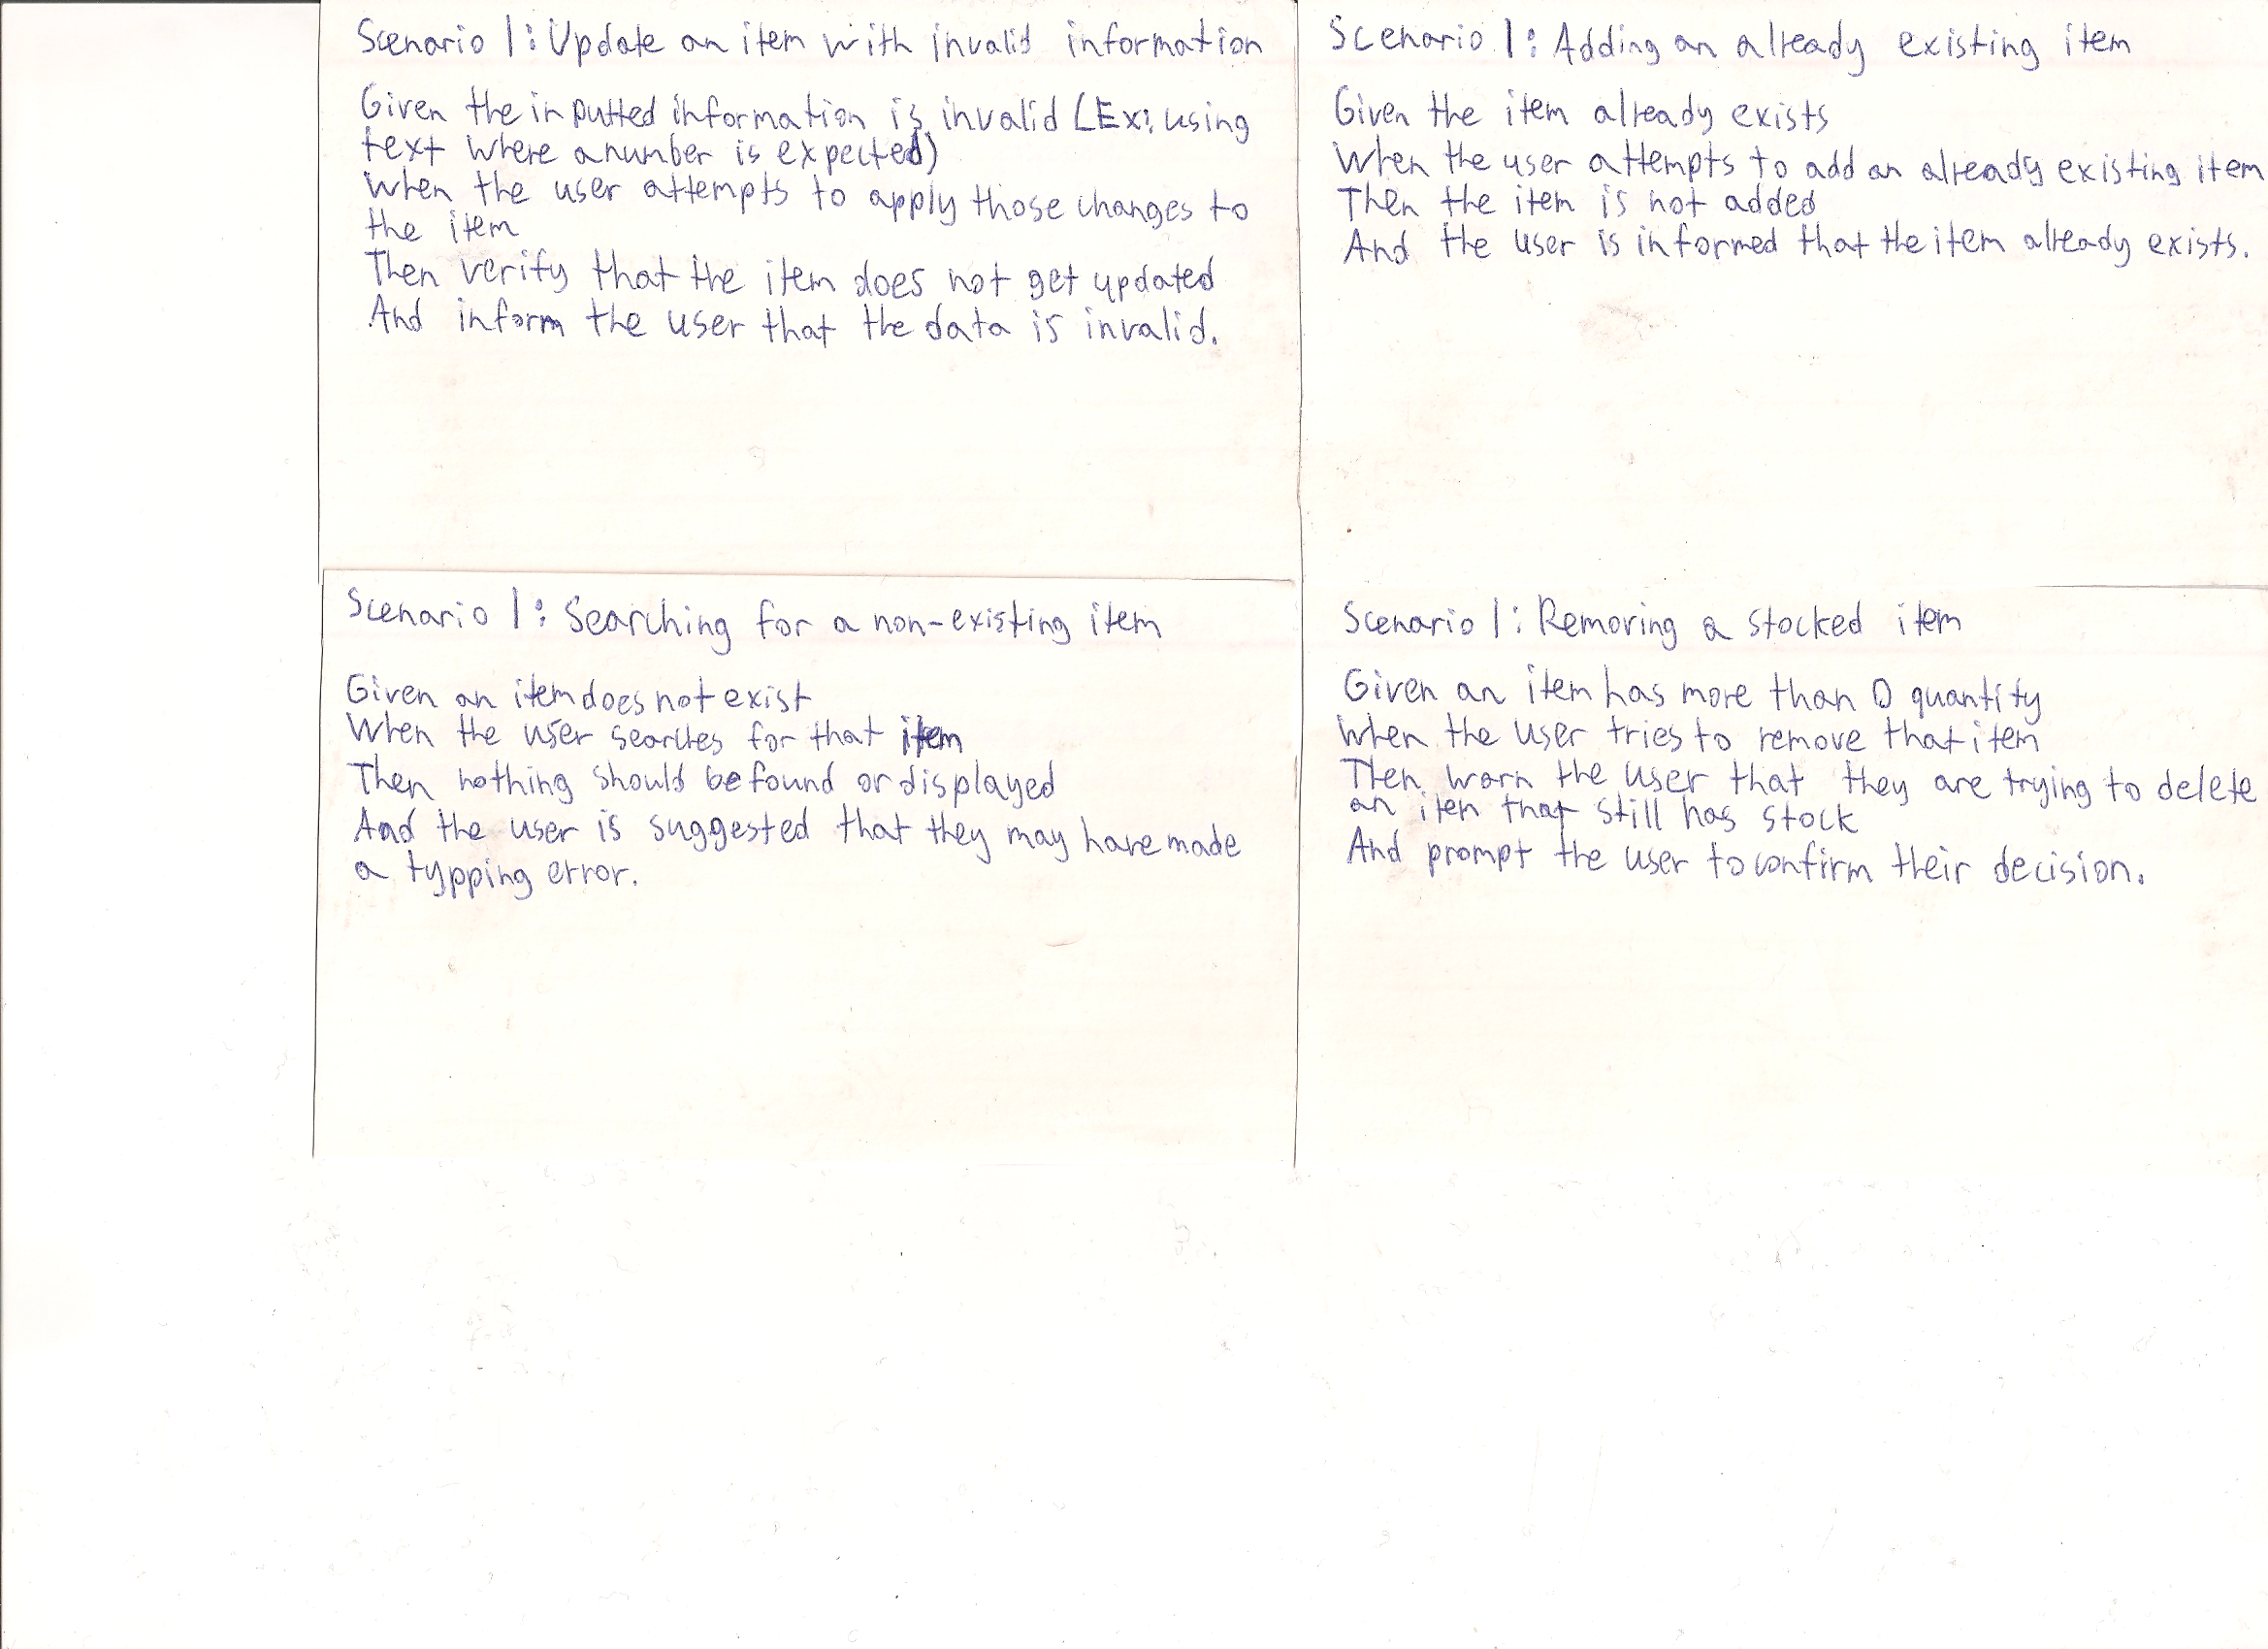 Scenario 1: Update an item with invalid information
Given the inputted information is invalid (Ex: using
text where a number is expected)
When the user attempts to apply those changes to
the item
Then verify that the item does not get updated
And inform the user that the data is invalid.
Scenario 1: Adding an already existing item
Given the item already exists
When the user attempts to add an already existing item
Then the item is not added
And the user is informed that the item already exists.
Scenario 1: Searching for a non-existing item
Given an item does not exist
When the user searches for that item
Then nothing should be found or displayed
And the user is suggested that they may have made
a typping error.
Scenario 1: Removing a stocked item
Given an item has more than 0 quantity
When the user tries to remove that item
Then warn the user that they are trying to delete
an item that still has stock
And prompt the user to confirm their decision.